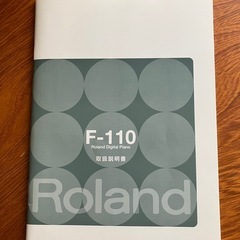 F-110
Roland Digital Piano
取扱説明書
Roland